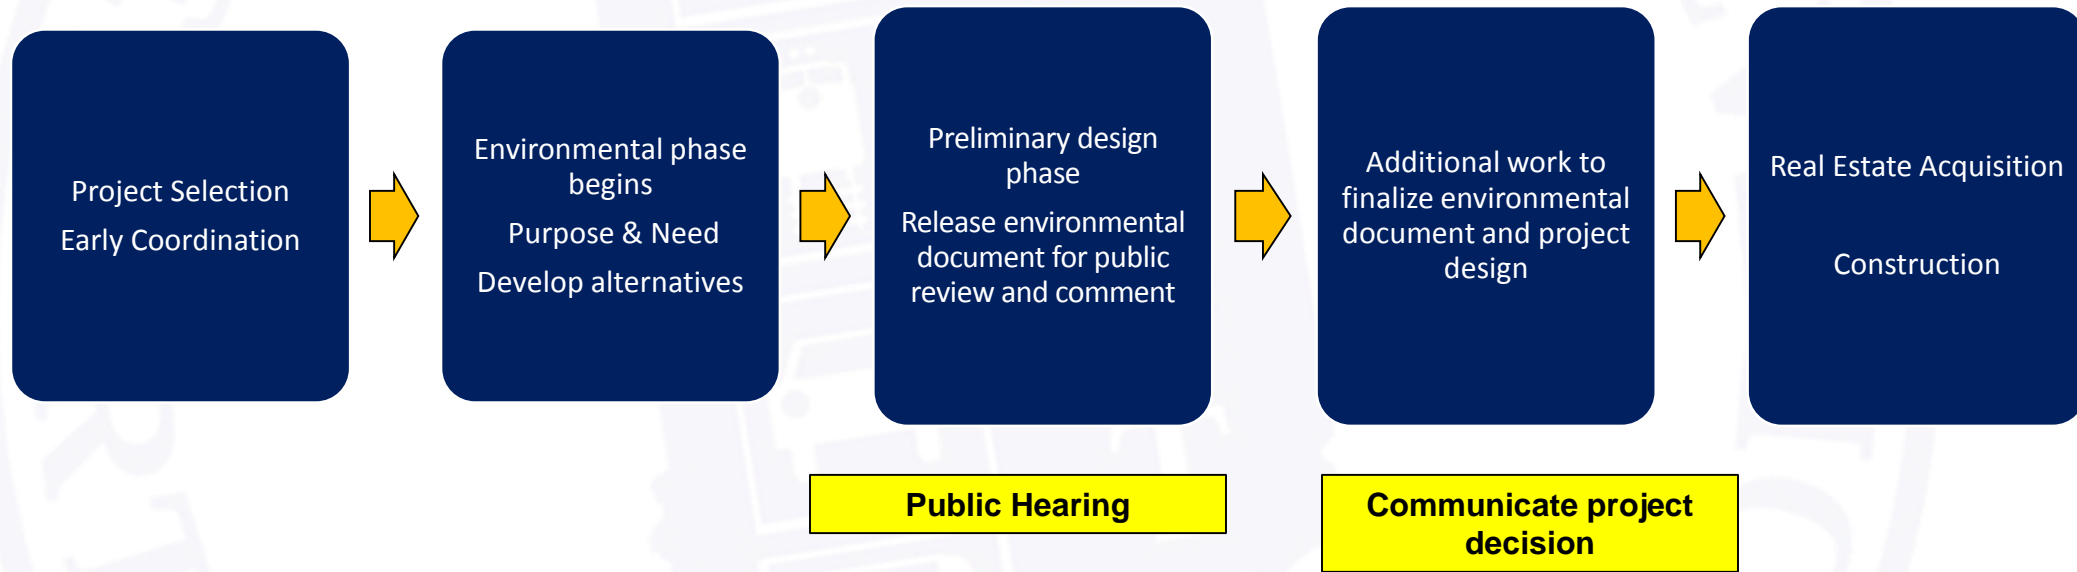 Project Selection
Early Coordination
Environmental phase
begins
Purpose & Need
Develop alternatives
Preliminary design
phase
Release environmental
document for public
review and comment
Additional work to
finalize environmental
document and project
design
Real Estate Acquisition
Construction
Public Hearing
Communicate project
decision